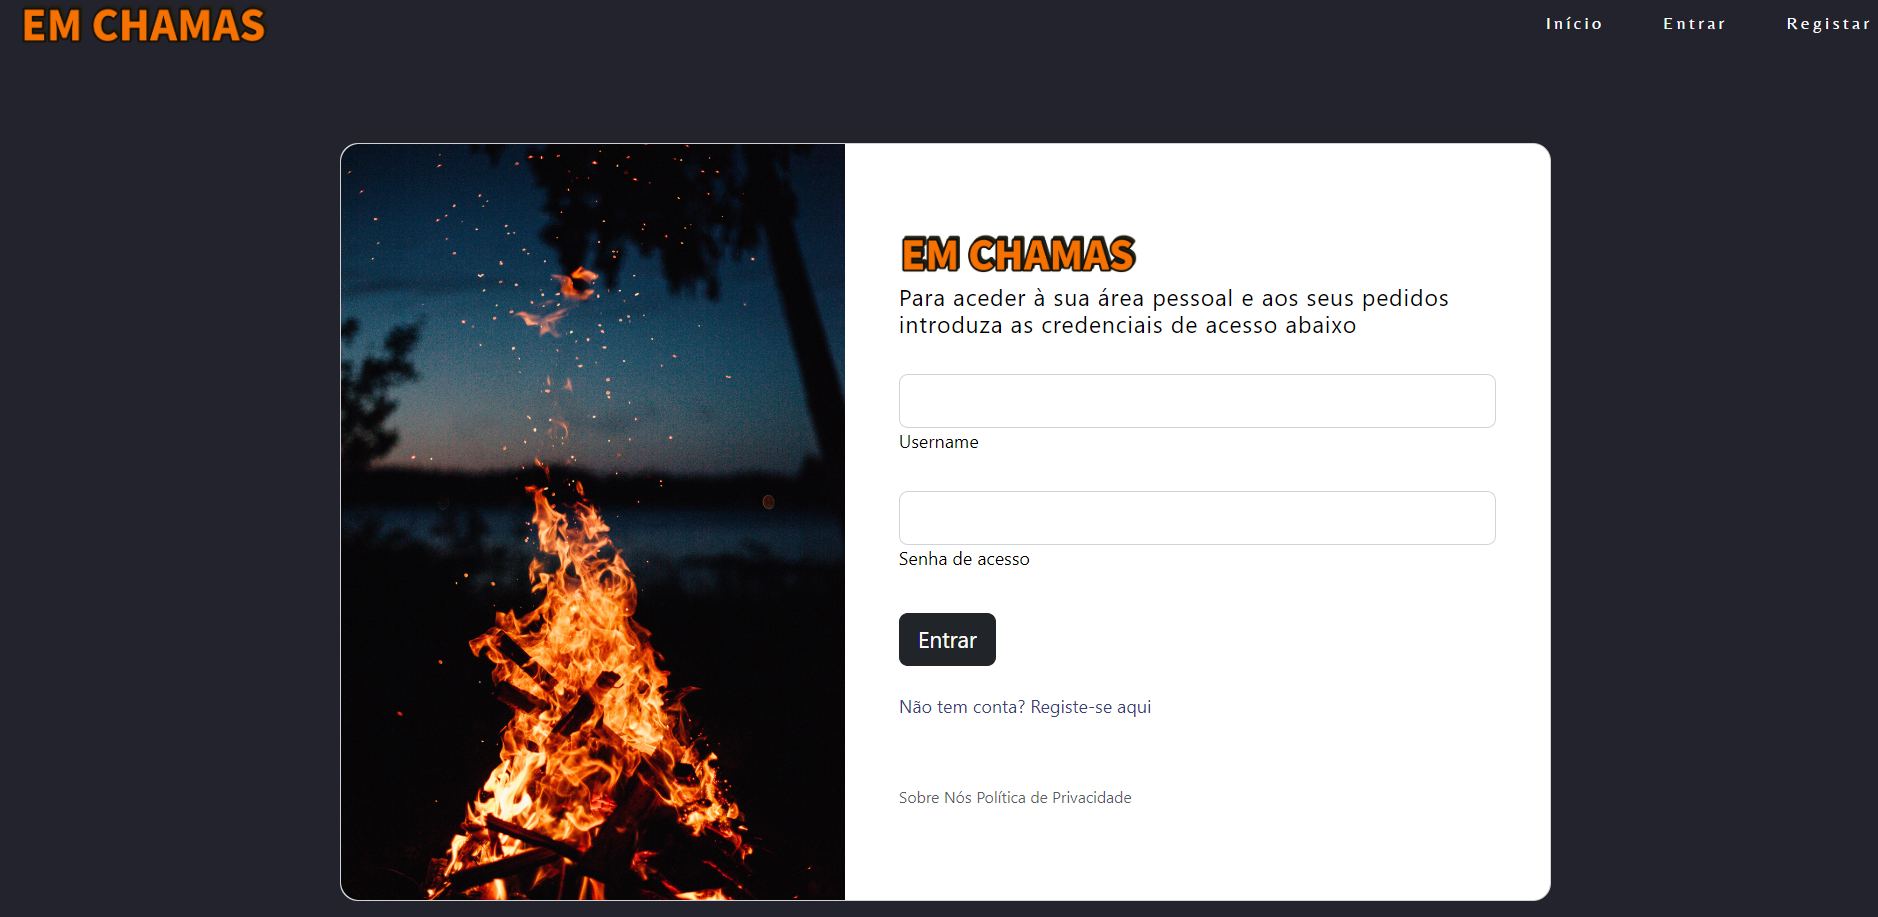 EM CHAMAS
Início
Entrar
Registar
EM CHAMAS
Para aceder à sua área pessoal e aos seus pedidos
introduza as credenciais de acesso abaixo
Username
Senha de acesso
Entrar
Não tem conta? Registe-se aqui
Sobre Nós Política de Privacidade